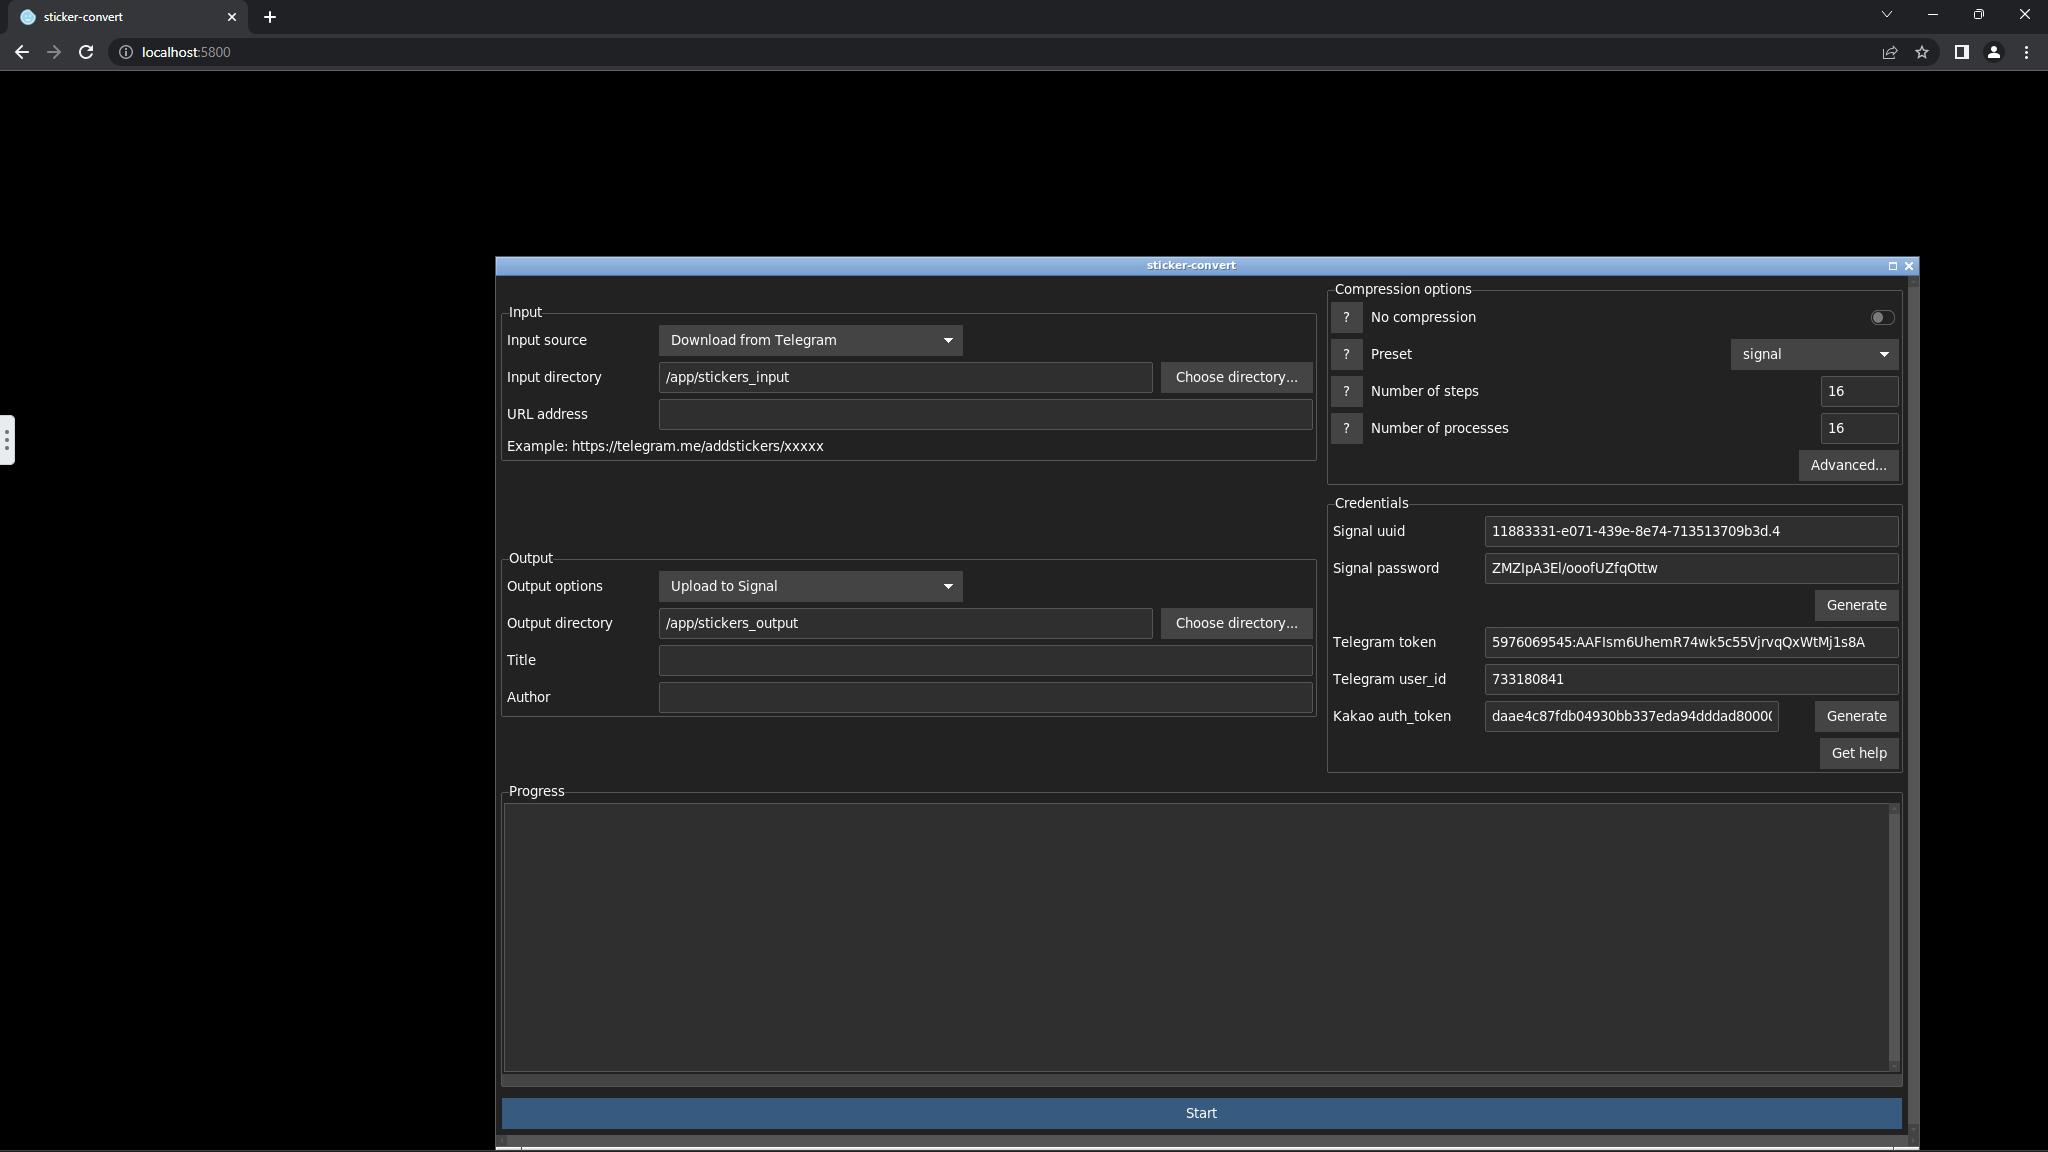 sticker-convert
localhost:5800
sticker-convert
Input
Input source Download from Telegram
Input directory /app/stickers_input Choose directory...
URL address
Example: https://telegram.me/addstickers/xxxxx
Output
Output options Upload to Signal
Output directory /app/stickers_output Choose directory...
Title
Author
Compression options
? No compression
? Preset signal
? Number of steps 16
? Number of processes 16
Advanced...
Credentials
Signal uuid 11883331-e071-439e-8e74-713513709b3d.4
Signal password ZMZIpA3El/ooofUZfqOttw
Generate
Telegram token 5976069545:AAFIsm6UhemR74wk5c55VjrvqQxWtMj1s8A
Telegram user_id 733180841
Kakao auth_token daae4c87fdb04930bb337eda94dddad80000 Generate
Get help
Progress
Start